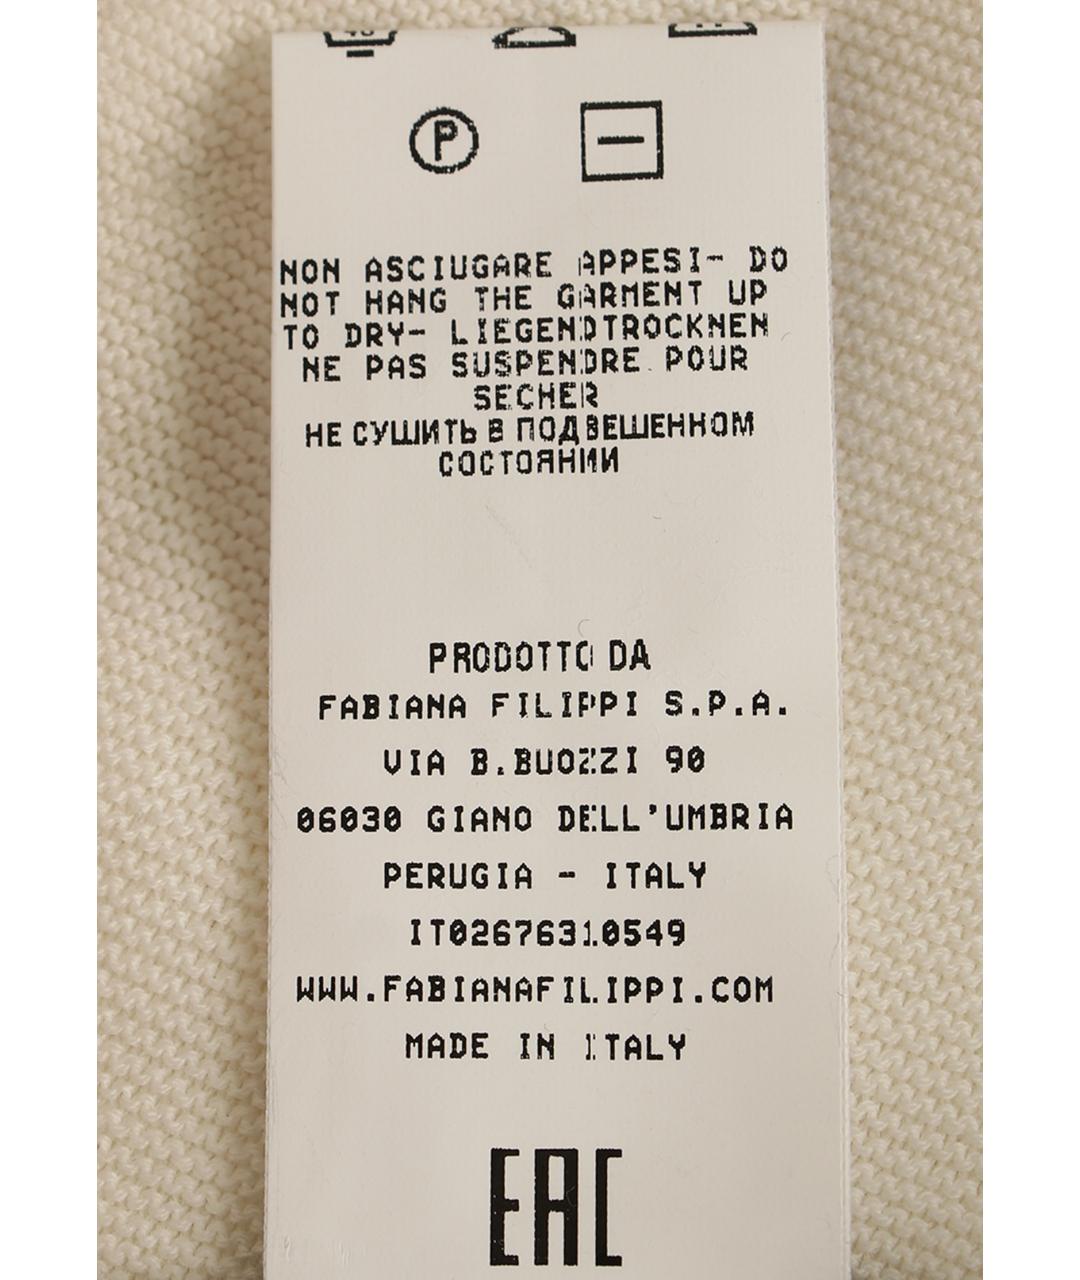 P
NON ASCIUGARE APPESI- DO
NOT HANG THE GARMENT UP
TO DRY- LIEGENDTROCKNEN
NE PAS SUSPENDRE POUR
SECHER
НЕ СУШИТЬ В ПОДВЕШЕННОМ
СОСТОЯНИИ
PRODOTTO DA
FABIANA FILIPPI S.P.A.
VIA B.BUOZZI 90
06030 GIANO DELL'UMBRIA
PERUGIA - ITALY
IT02676310549
WWW.FABIANAFILIPPI.COM
MADE IN ITALY
EAC